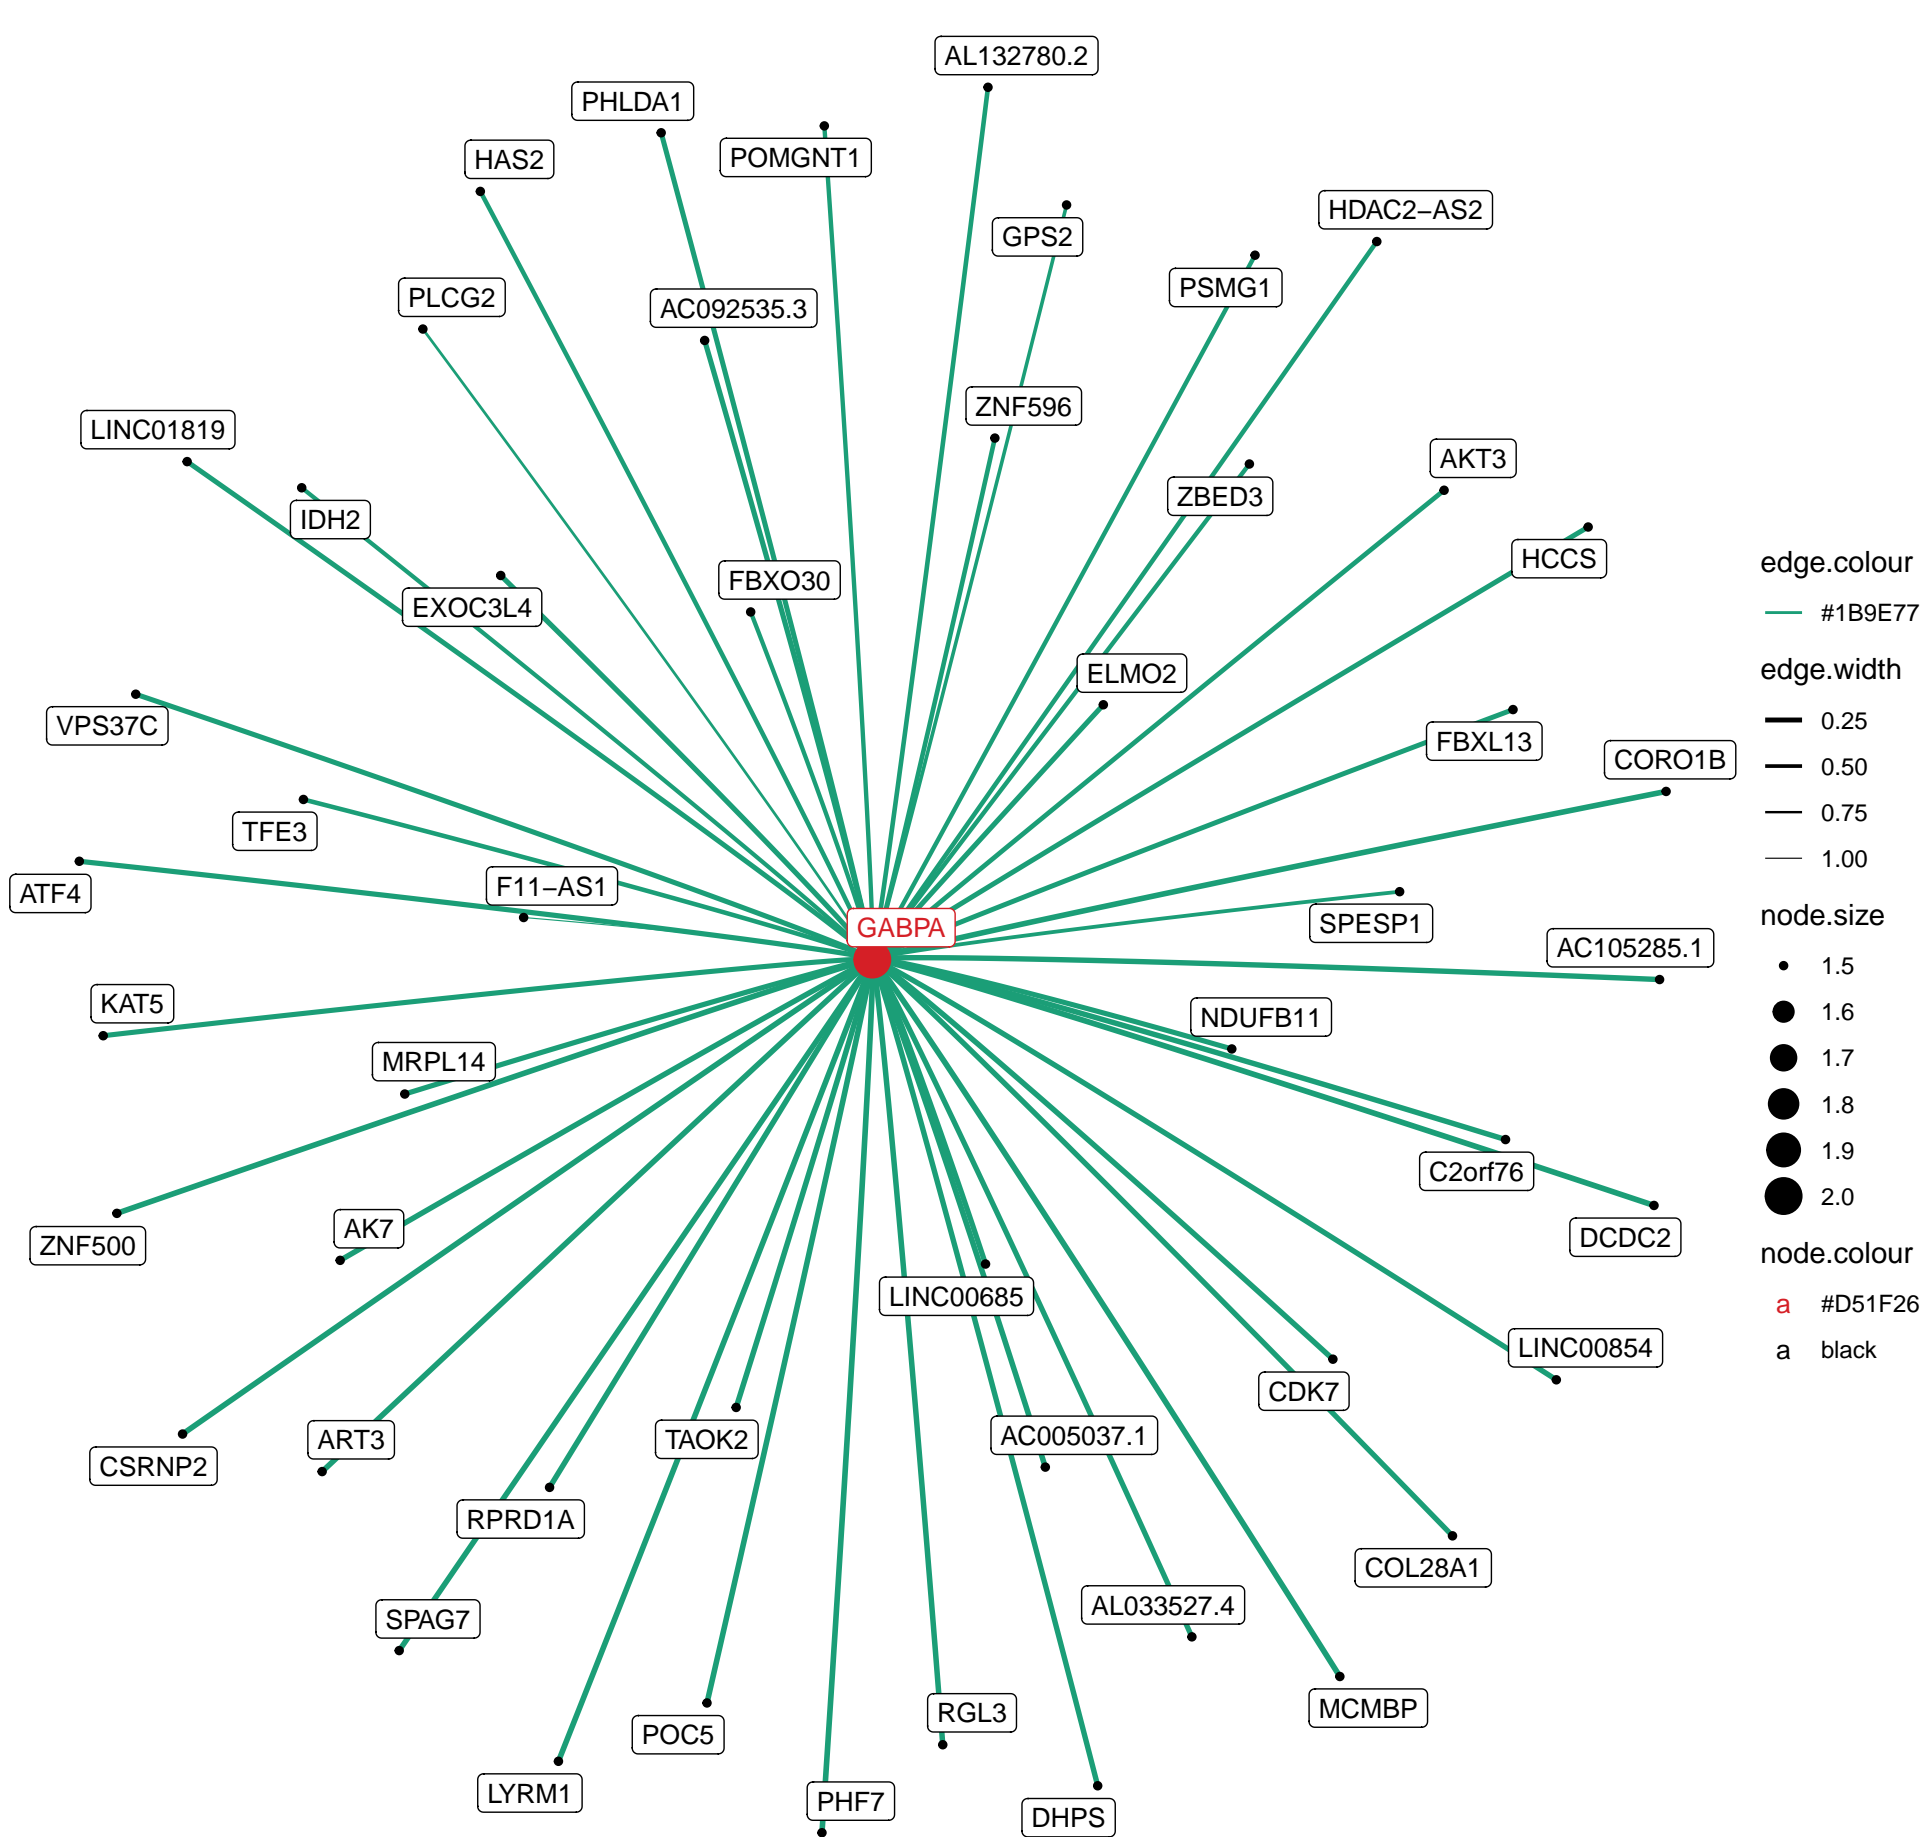 AL132780.2
PHLDA1
POMGNT1
HAS2
HDAC2−AS2
GPS2
PSMG1
PLCG2
AC092535.3
ZNF596
LINC01819
AKT3
ZBED3
IDH2
HCCS
FBXO30
EXOC3L4
ELMO2
VPS37C
FBXL13
CORO1B
TFE3
F11−AS1
ATF4
SPESP1
GABPA
AC105285.1
KAT5
NDUFB11
MRPL14
C2orf76
AK7
DCDC2
ZNF500
LINC00685
LINC00854
CDK7
AC005037.1
ART3
TAOK2
CSRNP2
RPRD1A
COL28A1
AL033527.4
SPAG7
MCMBP
RGL3
POC5
LYRM1
PHF7
DHPS
edge.colour
#1B9E77
edge.width
0.25
0.50
0.75
1.00
node.size
1.5
1.6
1.7
1.8
1.9
2.0
node.colour
a #D51F26
a black